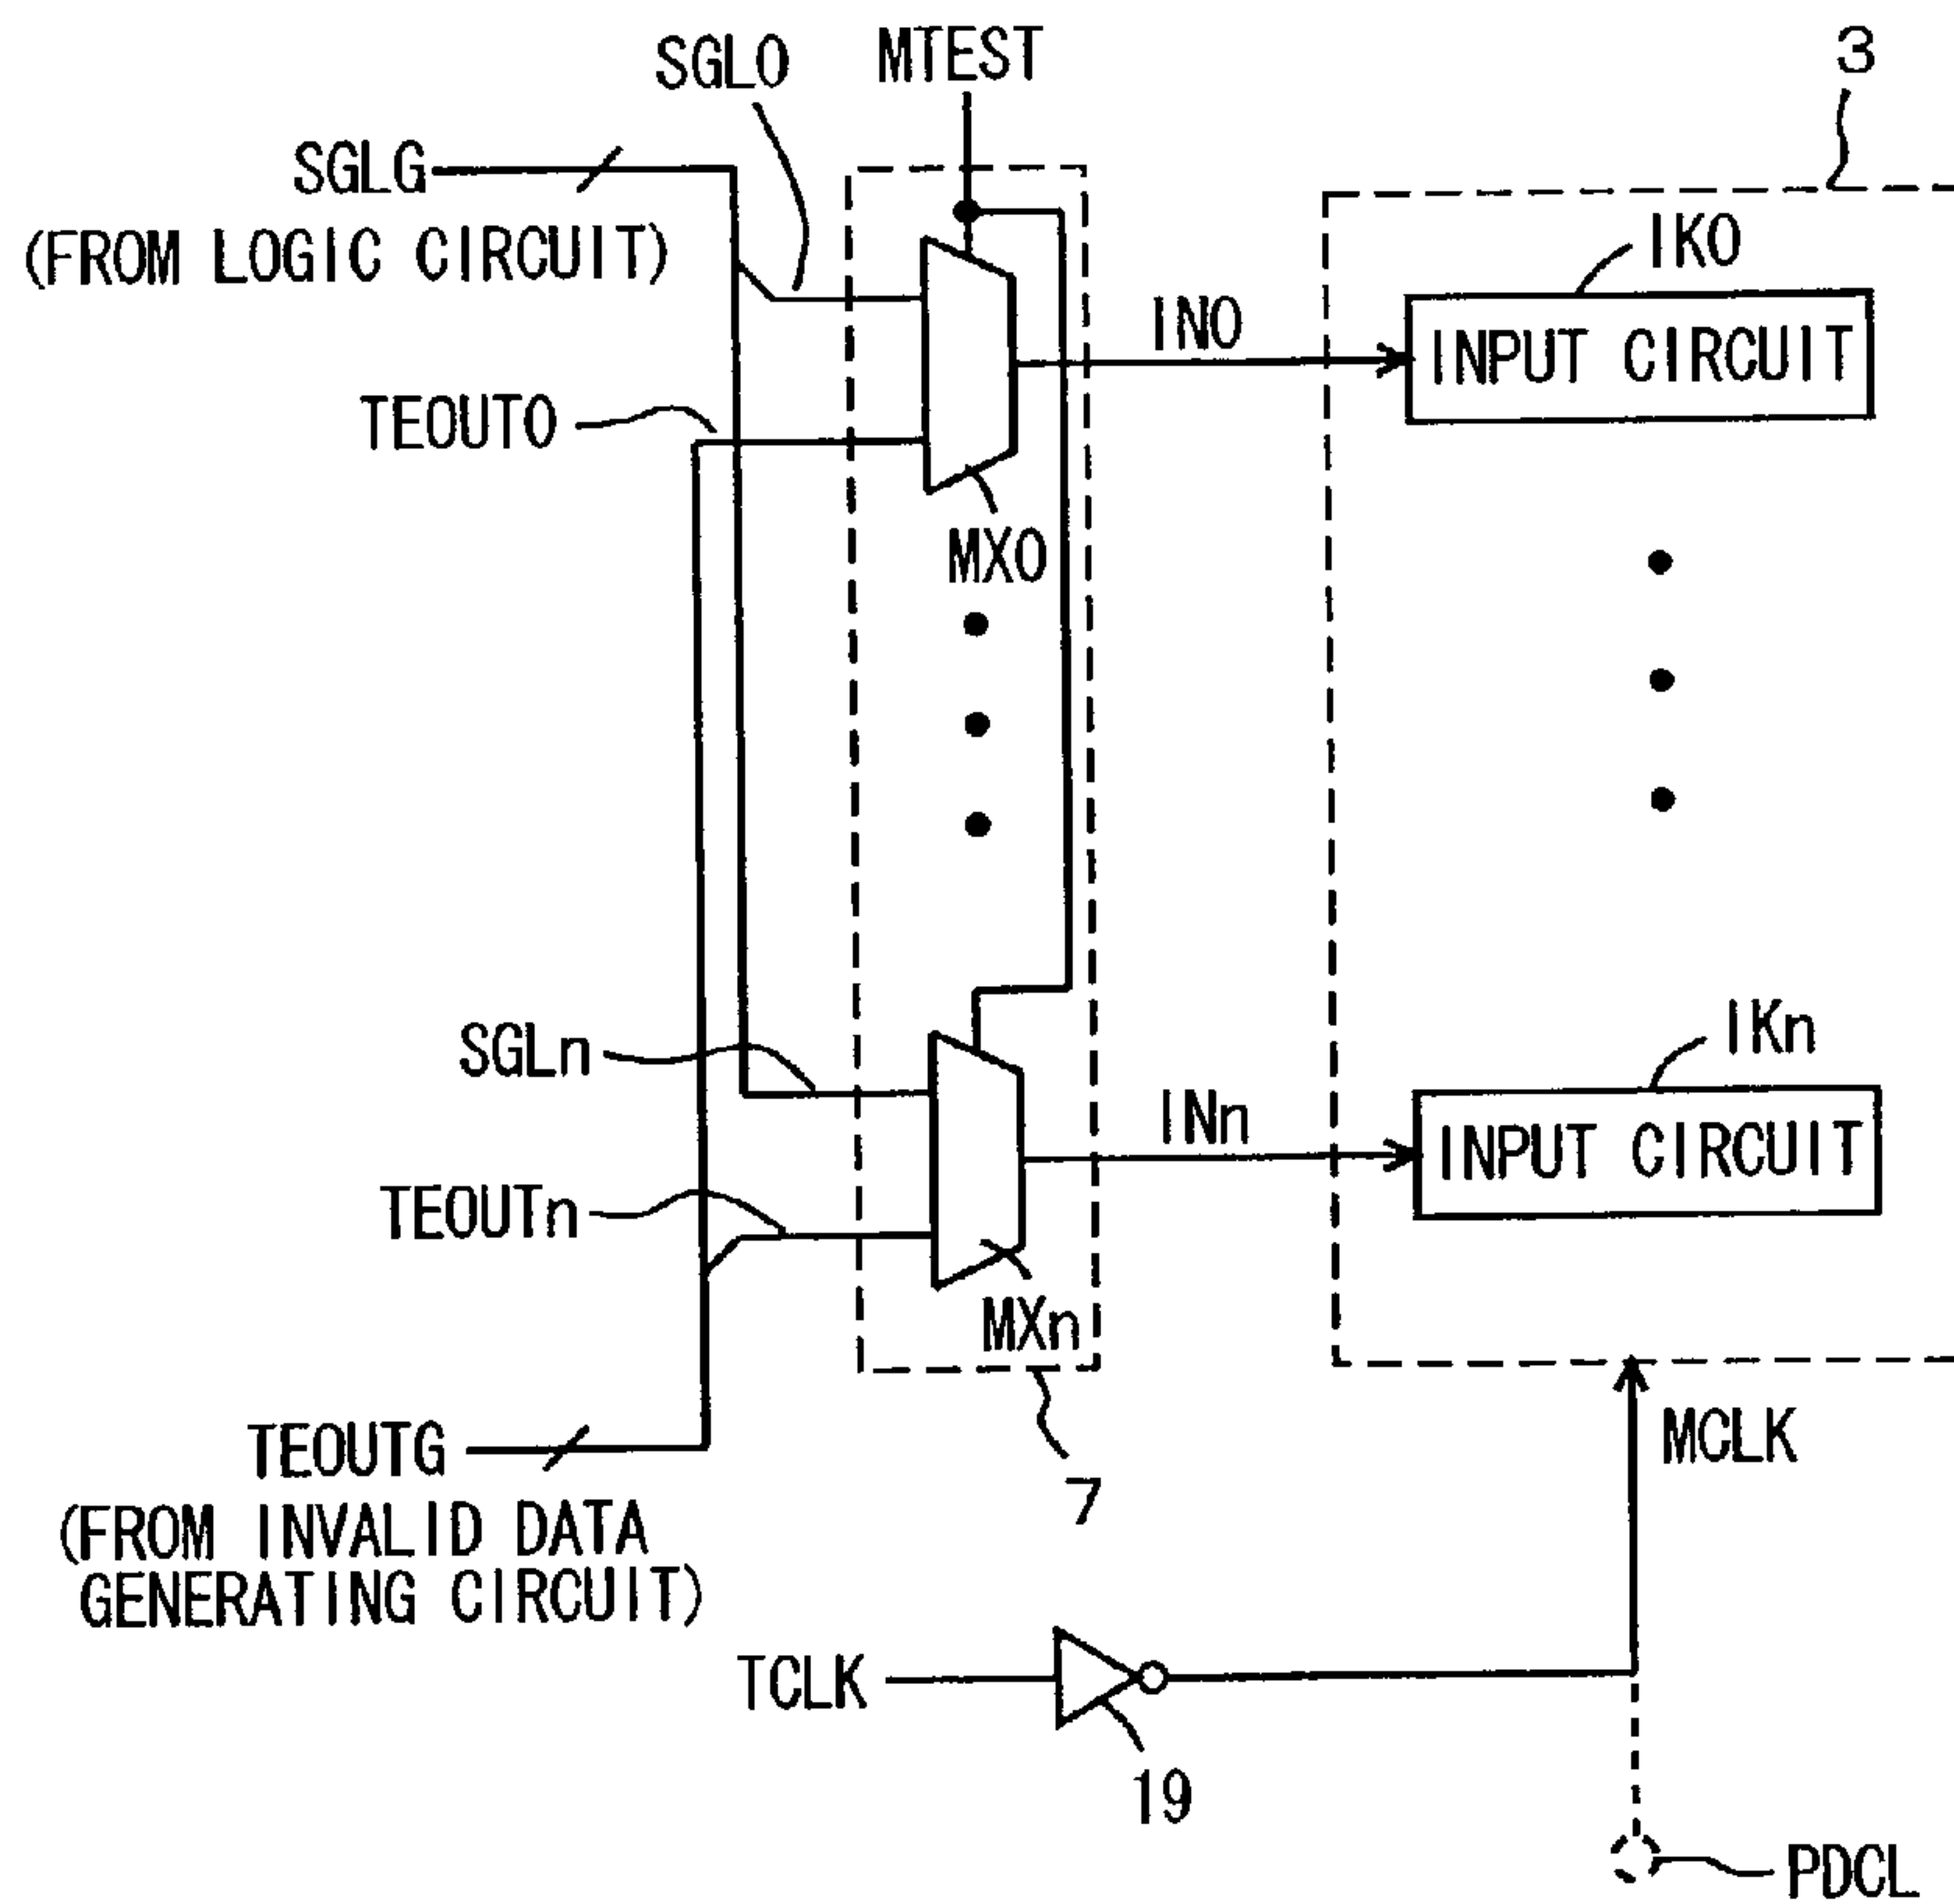 SGL0
MTEST
3
SGLG
(FROM LOGIC CIRCUIT)
IK0
IN0
INPUT CIRCUIT
TEOUT0
MX0
SGLn
IKn
INn
INPUT CIRCUIT
TEOUTn
MXn
TEOUTG
(FROM INVALID DATA
GENERATING CIRCUIT)
7
MCLK
TCLK
19
PDCL